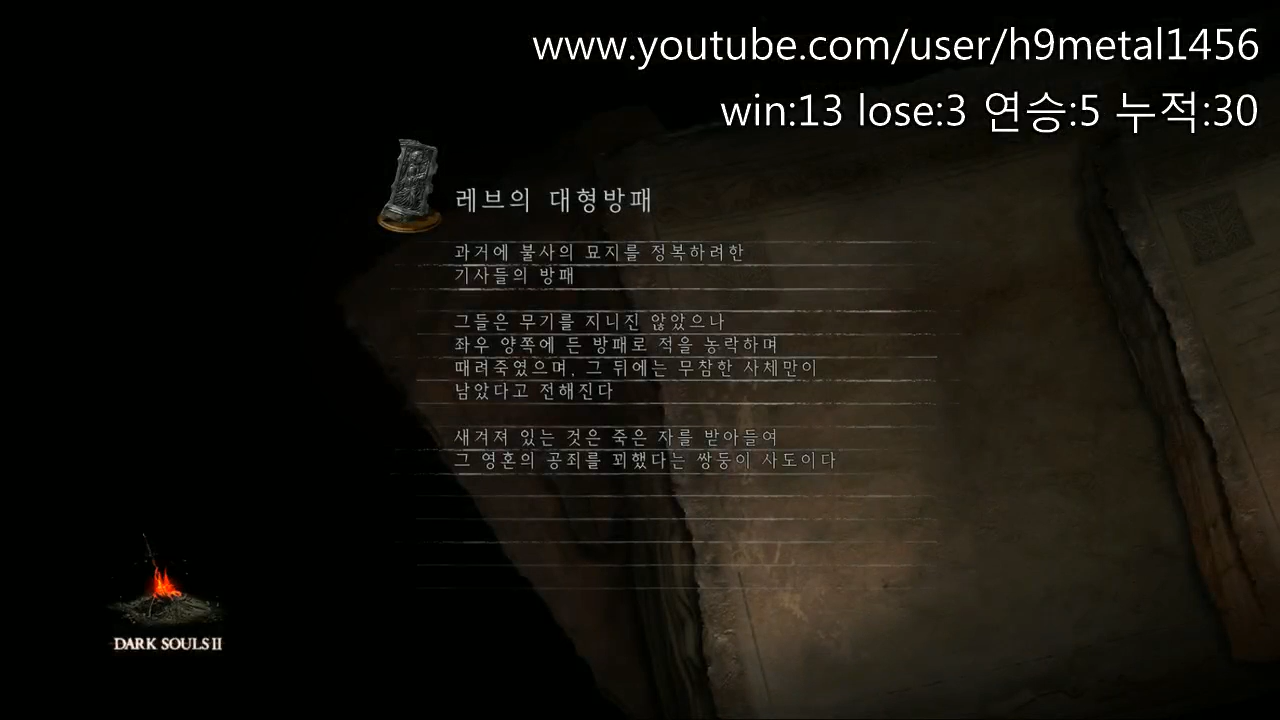 www.youtube.com/user/h9metal1456
win:13 lose:3 연승:5 누적:30
레브의 대형방패
과거에 불사의 묘지를 정복하려한
기사들의 방패
그들은 무기를 지니진 않았으나
좌우 양쪽에 든 방패로 적을 농락하며
때려죽였으며, 그 뒤에는 무참한 사체만이
남았다고 전해진다
새겨져 있는 것은 죽은 자를 받아들여
그 영혼의 공죄를 꾀했다는 쌍둥이 사도이다
DARK SOULS II